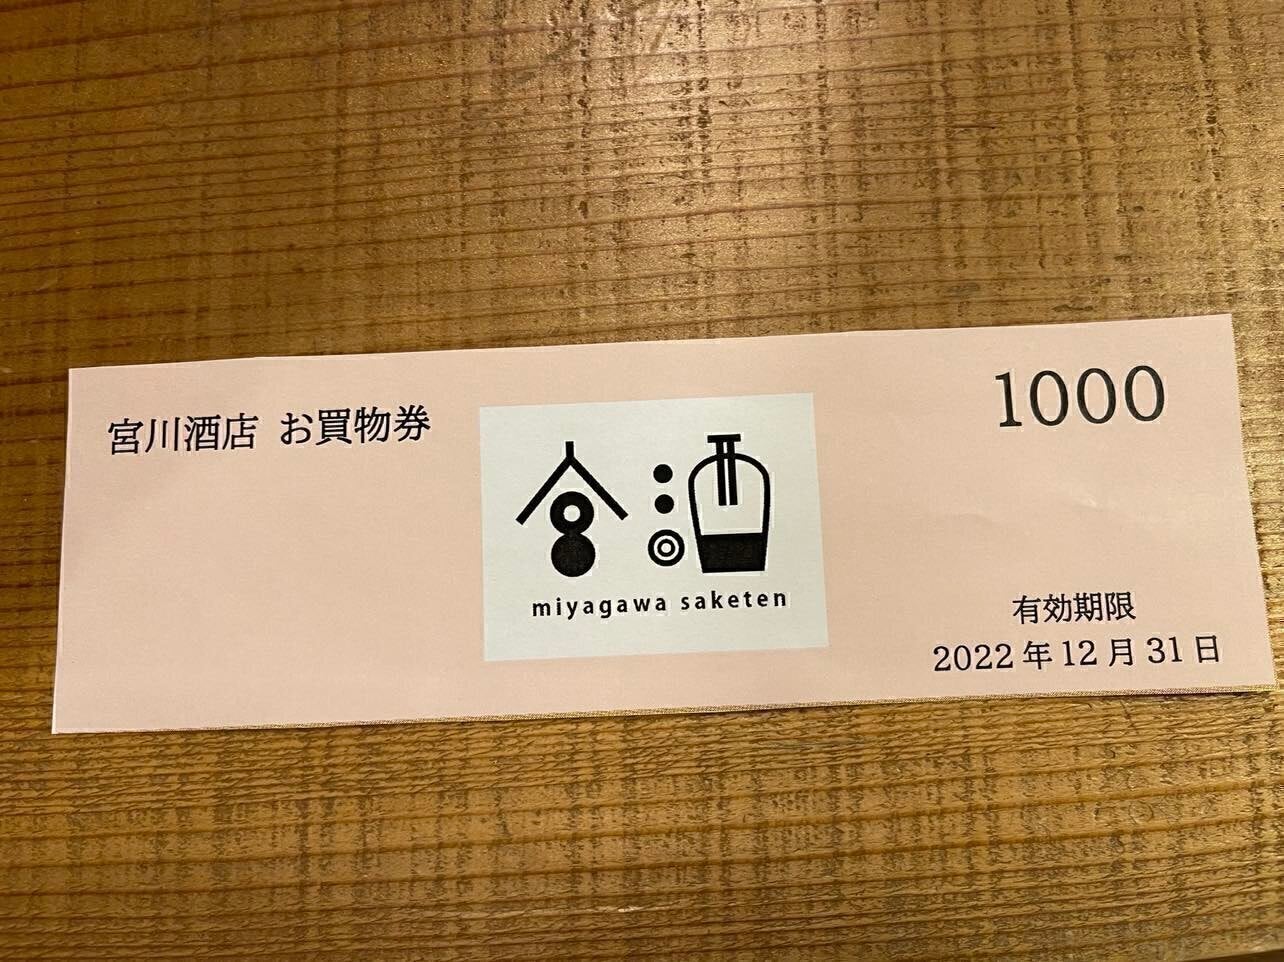 宮川酒店 お買物券
1000
miyagawa saketen
有効期限
2022年12月31日